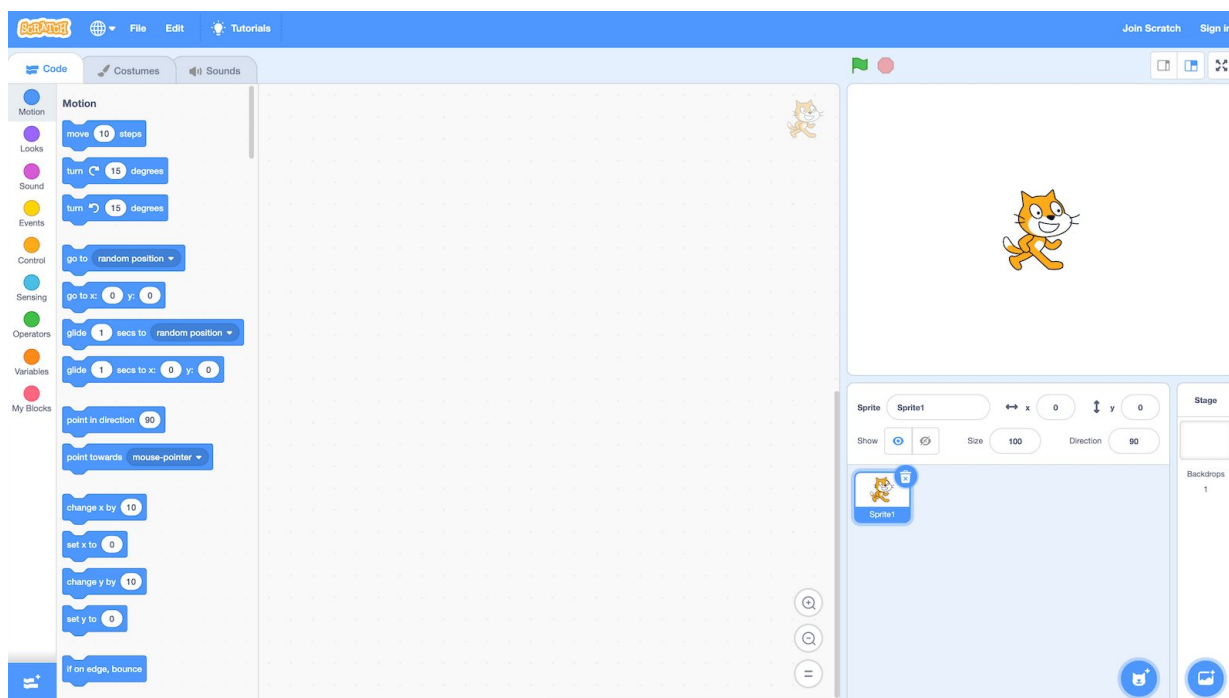 SCRATCH File Edit Tutorials Join Scratch Sign in
Code Costumes Sounds
Motion
Looks
Sound
Events
Control
Sensing
Operators
Variables
My Blocks
Motion
move 10 steps
turn 15 degrees
turn 15 degrees
go to random position
go to x: 0 y: 0
glide 1 secs to random position
glide 1 secs to x: 0 y: 0
point in direction 90
point towards mouse-pointer
change x by 10
set x to 0
change y by 10
set y to 0
if on edge, bounce
Sprite Sprite1 x 0 y 0
Show Size 100 Direction 90
Sprite1
Stage
Backdrops
1